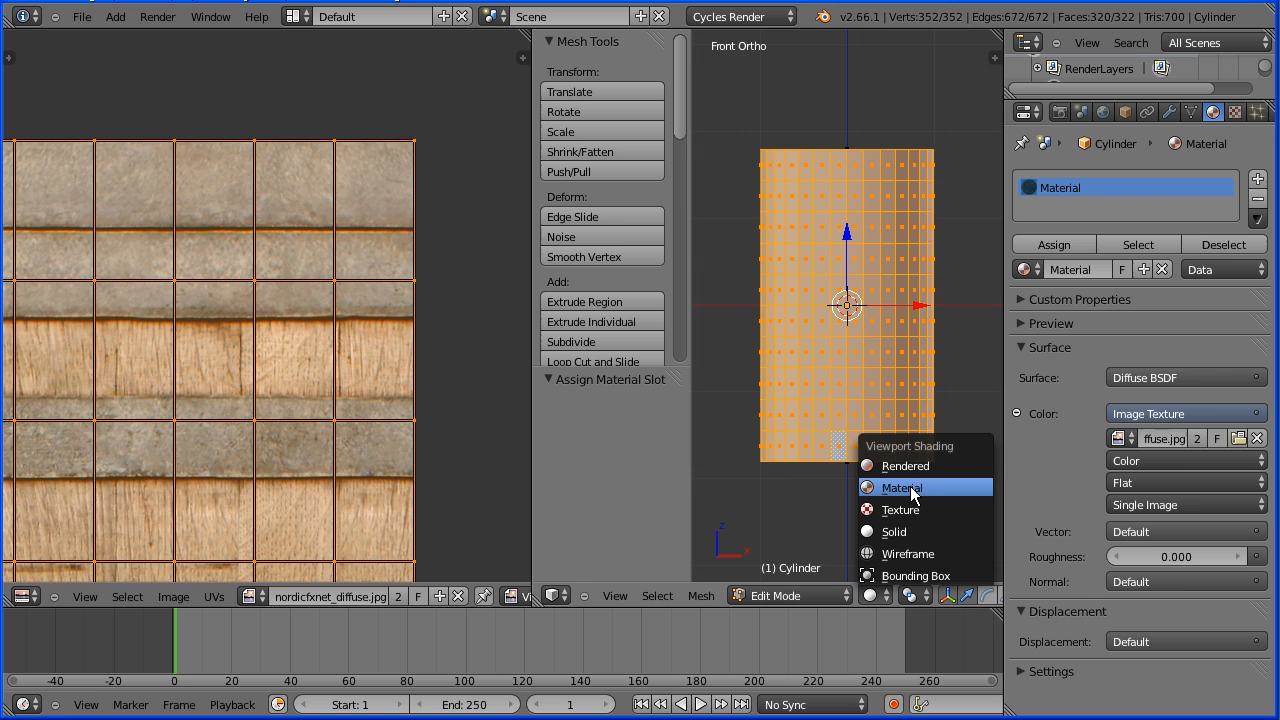 File Add Render Window Help Default Scene Cycles Render v2.66.1 | Verts:352/352 | Edges:672/672 | Faces:320/322 | Tris:700 | Cylinder
View Search All Scenes
RenderLayers
Mesh Tools
Transform:
Translate
Rotate
Scale
Shrink/Fatten
Push/Pull
Deform:
Edge Slide
Noise
Smooth Vertex
Add:
Extrude Region
Extrude Individual
Subdivide
Loop Cut and Slide
Assign Material Slot
Front Ortho
z
x
(1) Cylinder
Viewport Shading
Rendered
Material
Texture
Solid
Wireframe
Bounding Box
Cylinder Material
Material
Assign Select Deselect
Material F Data
Custom Properties
Preview
Surface
Surface: Diffuse BSDF
Color: Image Texture
ffuse.jpg 2 F
Color
Flat
Single Image
Vector: Default
Roughness: 0.000
Normal: Default
Displacement
Displacement: Default
Settings
View Select Image UVs nordicfxnet_diffuse.jpg 2 F Vi
View Select Mesh Edit Mode
-40 -20 0 20 40 60 80 100 120 140 160 180 200 220 240 260
View Marker Frame Playback Start: 1 End: 250 1 No Sync